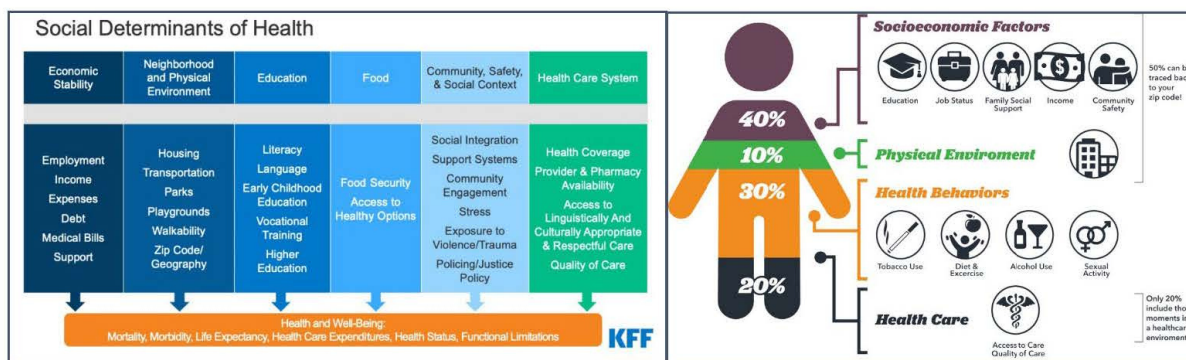 Social Determinants of Health
Economic
Stability
Neighborhood
and Physical
Environment
Education
Food
Community, Safety,
& Social Context
Health Care System
Employment
Income
Expenses
Debt
Medical Bills
Support
Housing
Transportation
Parks
Playgrounds
Walkability
Zip Code/
Geography
Literacy
Language
Early Childhood
Education
Vocational
Training
Higher
Education
Food Security
Access to
Healthy Options
Social Integration
Support Systems
Community
Engagement
Stress
Exposure to
Violence/Trauma
Policing/Justice
Policy
Health Coverage
Provider & Pharmacy
Availability
Access to
Linguistically And
Culturally Appropriate
& Respectful Care
Quality of Care
Health and Well-Being:
Mortality, Morbidity, Life Expectancy, Health Care Expenditures, Health Status, Functional Limitations
KFF
40%
10%
30%
20%
Socioeconomic Factors
Education
Job Status
Family Social
Support
Income
Community
Safety
50% can b
traced bac
to your
zip code!
Physical Enviroment
Health Behaviors
Tobacco Use
Diet &
Excercise
Alcohol Use
Sexual
Activity
Health Care
Access to Care
Quality of Care
Only 20%
include tho
moments in
a healthcar
enviroment